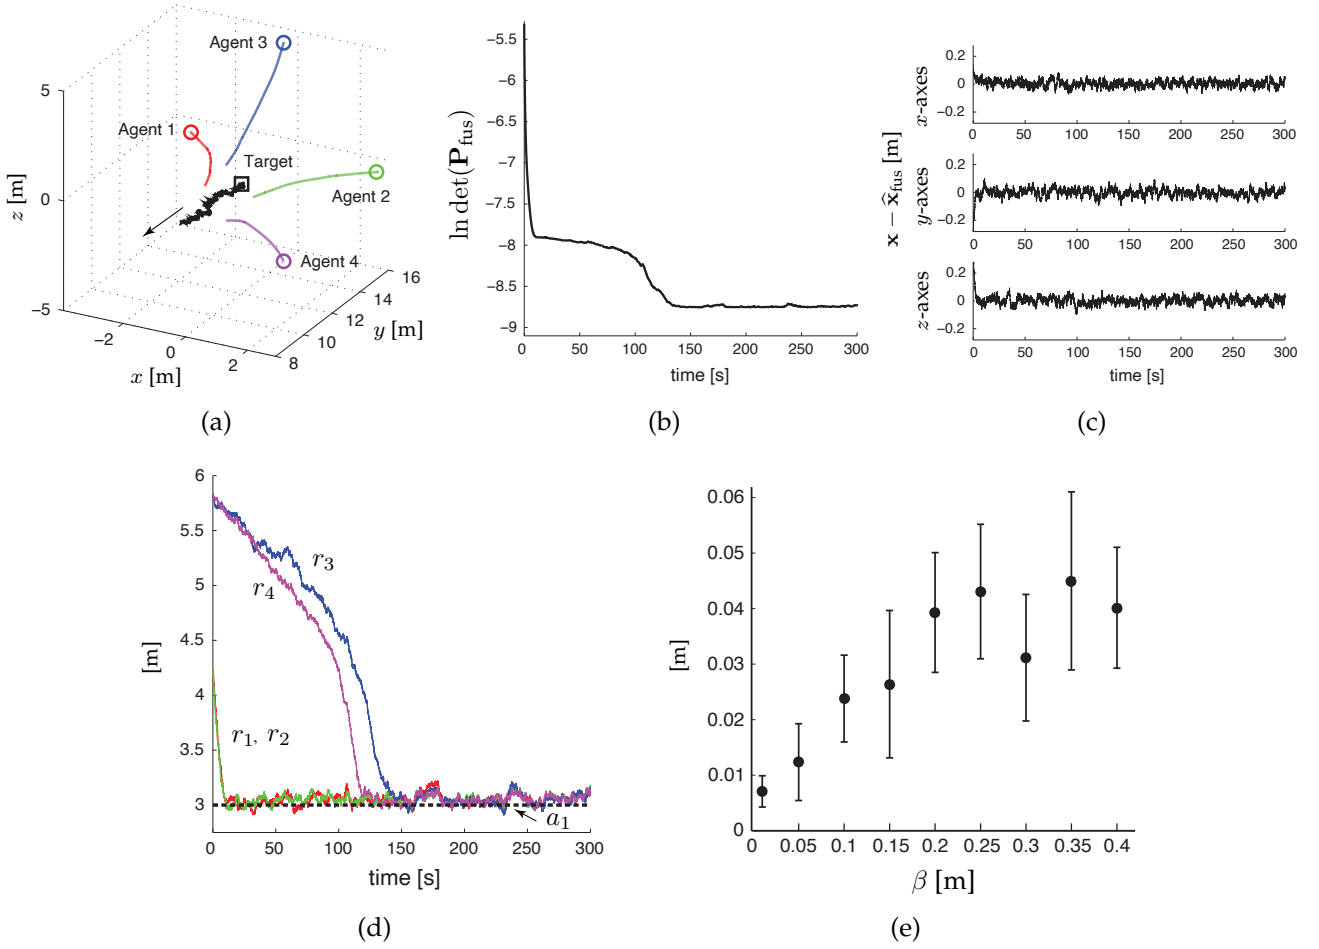 Agent 3
Agent 1
Target
Agent 2
Agent 4
5
0
−5
z [m]
−2
0
2
x [m]
8
10
12
14
16
y [m]
(a)
−5.5
−6
−6.5
−7
−7.5
−8
−8.5
−9
ln det(P_fus)
0 50 100 150 200 250 300
time [s]
(b)
x − x̂_fus [m]
0.2
0
−0.2
x-axes
0 50 100 150 200 250 300
0.2
0
−0.2
y-axes
0 50 100 150 200 250 300
0.2
0
−0.2
z-axes
0 50 100 150 200 250 300
time [s]
(c)
6
5.5
5
4.5
4
3.5
3
[m]
r₃
r₄
r₁, r₂
a₁
0 50 100 150 200 250 300
time [s]
(d)
0.06
0.05
0.04
0.03
0.02
0.01
0
[m]
0 0.05 0.1 0.15 0.2 0.25 0.3 0.35 0.4
β [m]
(e)